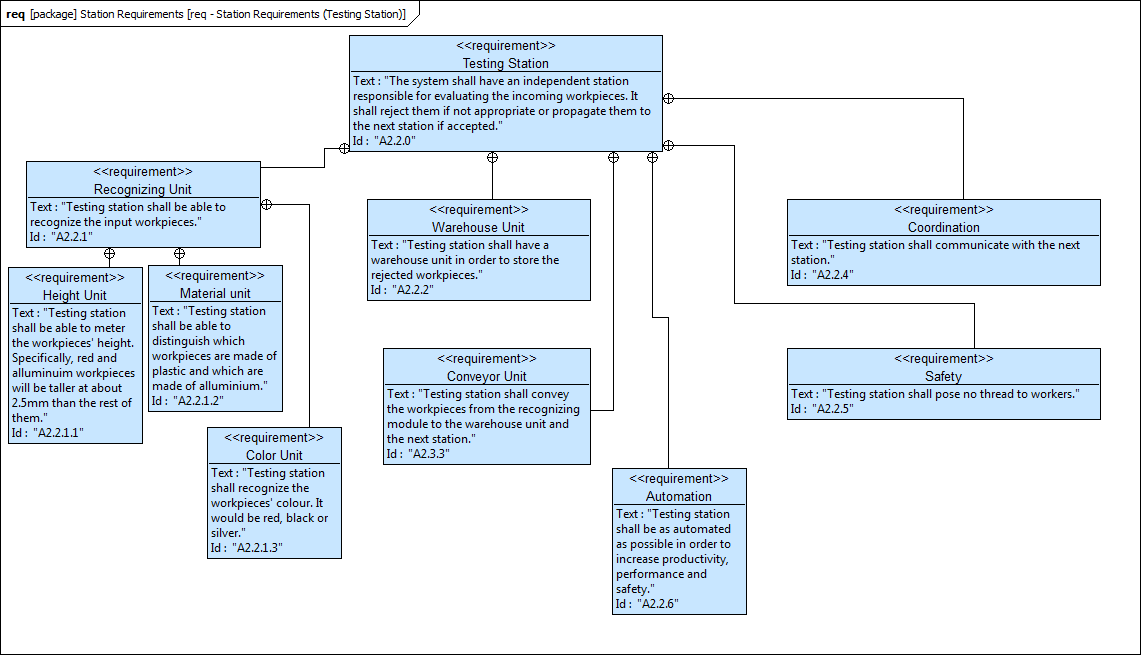 req [package] Station Requirements [req - Station Requirements (Testing Station)]
<<requirement>>
Testing Station
Text : "The system shall have an independent station
responsible for evaluating the incoming workpieces. It
shall reject them if not appropriate or propagate them to
the next station if accepted."
Id : "A2.2.0"
<<requirement>>
Recognizing Unit
Text : "Testing station shall be able to
recognize the input workpieces."
Id : "A2.2.1"
<<requirement>>
Warehouse Unit
Text : "Testing station shall have a
warehouse unit in order to store the
rejected workpieces."
Id : "A2.2.2"
<<requirement>>
Coordination
Text : "Testing station shall communicate with the next
station."
Id : "A2.2.4"
<<requirement>>
Height Unit
Text : "Testing station
shall be able to meter
the workpieces' height.
Specifically, red and
alluminuim workpieces
will be taller at about
2.5mm than the rest of
them."
Id : "A2.2.1.1"
<<requirement>>
Material unit
Text : "Testing station
shall be able to
distinguish which
workpieces are made of
plastic and which are
made of alluminium."
Id : "A2.2.1.2"
<<requirement>>
Conveyor Unit
Text : "Testing station shall convey
the workpieces from the recognizing
module to the warehouse unit and
the next station."
Id : "A2.3.3"
<<requirement>>
Safety
Text : "Testing station shall pose no thread to workers."
Id : "A2.2.5"
<<requirement>>
Color Unit
Text : "Testing station
shall recognize the
workpieces' colour. It
would be red, black or
silver."
Id : "A2.2.1.3"
<<requirement>>
Automation
Text : "Testing station
shall be as automated
as possible in order to
increase productivity,
performance and
safety."
Id : "A2.2.6"